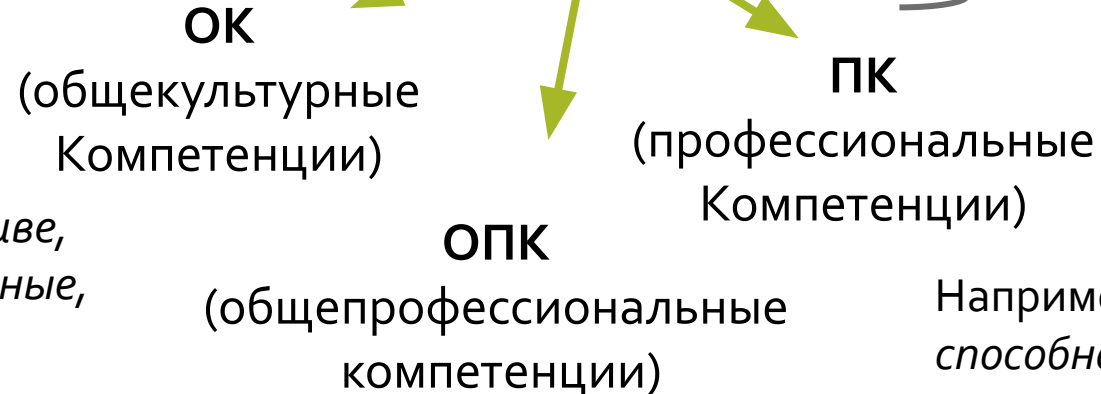 ОК
(общекультурные
Компетенции)
ПК
(профессиональные
Компетенции)
ОПК
(общепрофессиональные
компетенции)